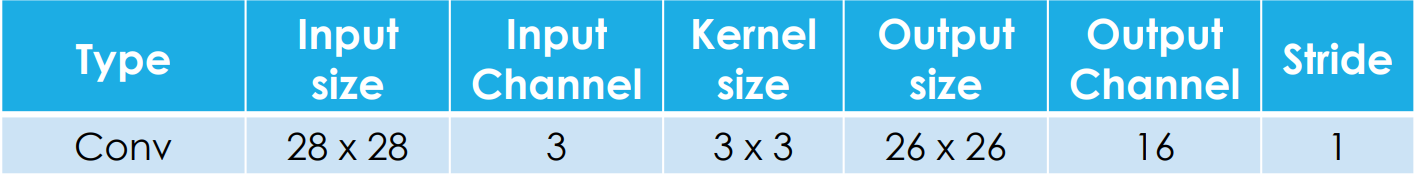 Type Input size Input Channel Kernel size Output size Output Channel Stride
Conv 28 x 28 3 3 x 3 26 x 26 16 1